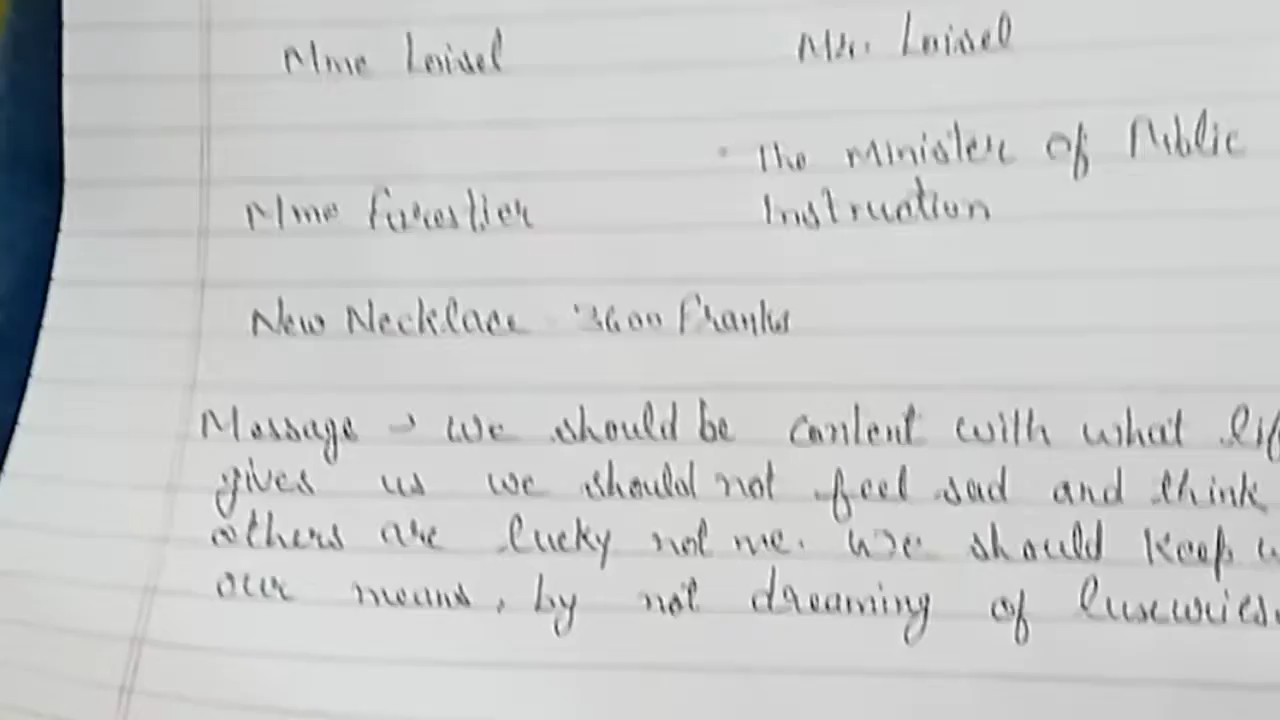 Mme Loisel Mr. Loisel
The Minister of Public
Mme Forestier Instruction
New Necklace 3600 Franks
Message → We should be content with what lif
gives us we should not feel sad and think
others are lucky not me. We should keep
our means, by not dreaming of luxuries.